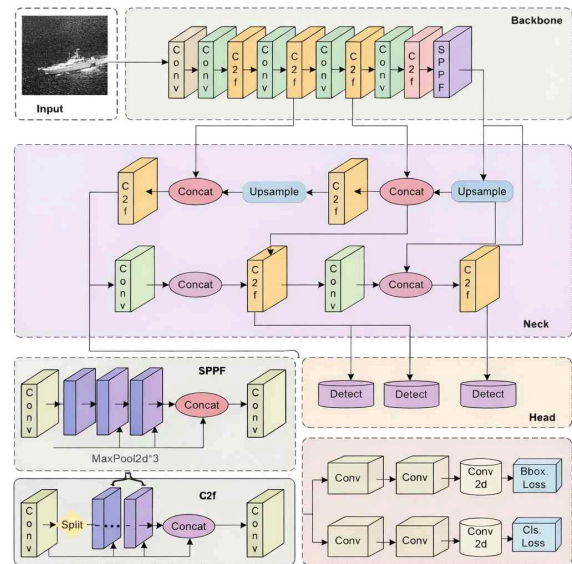 Backbone
Conv
Conv
C2f
Conv
C2f
Conv
C2f
Conv
C2f
SPPF
Input
C2f
Concat
Upsample
C2f
Concat
Upsample
Conv
Concat
C2f
Conv
Concat
C2f
Neck
SPPF
Conv
Concat
Conv
MaxPool2d*3
Detect
Detect
Detect
Head
C2f
Conv
Split
Concat
Conv
Conv
Conv
Conv 2d
Bbox. Loss
Conv
Conv
Conv 2d
Cls. Loss